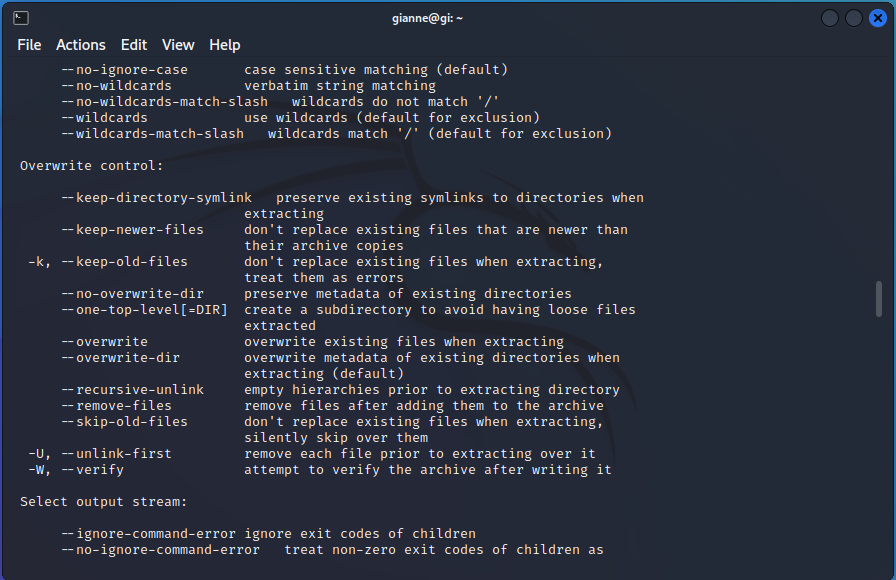 gianne@gi: ~
File Actions Edit View Help
--no-ignore-case case sensitive matching (default)
--no-wildcards verbatim string matching
--no-wildcards-match-slash wildcards do not match '/'
--wildcards use wildcards (default for exclusion)
--wildcards-match-slash wildcards match '/' (default for exclusion)
Overwrite control:
--keep-directory-symlink preserve existing symlinks to directories when
extracting
--keep-newer-files don't replace existing files that are newer than
their archive copies
-k, --keep-old-files don't replace existing files when extracting,
treat them as errors
--no-overwrite-dir preserve metadata of existing directories
--one-top-level[=DIR] create a subdirectory to avoid having loose files
extracted
--overwrite overwrite existing files when extracting
--overwrite-dir overwrite metadata of existing directories when
extracting (default)
--recursive-unlink empty hierarchies prior to extracting directory
--remove-files remove files after adding them to the archive
--skip-old-files don't replace existing files when extracting,
silently skip over them
-U, --unlink-first remove each file prior to extracting over it
-W, --verify attempt to verify the archive after writing it
Select output stream:
--ignore-command-error ignore exit codes of children
--no-ignore-command-error treat non-zero exit codes of children as